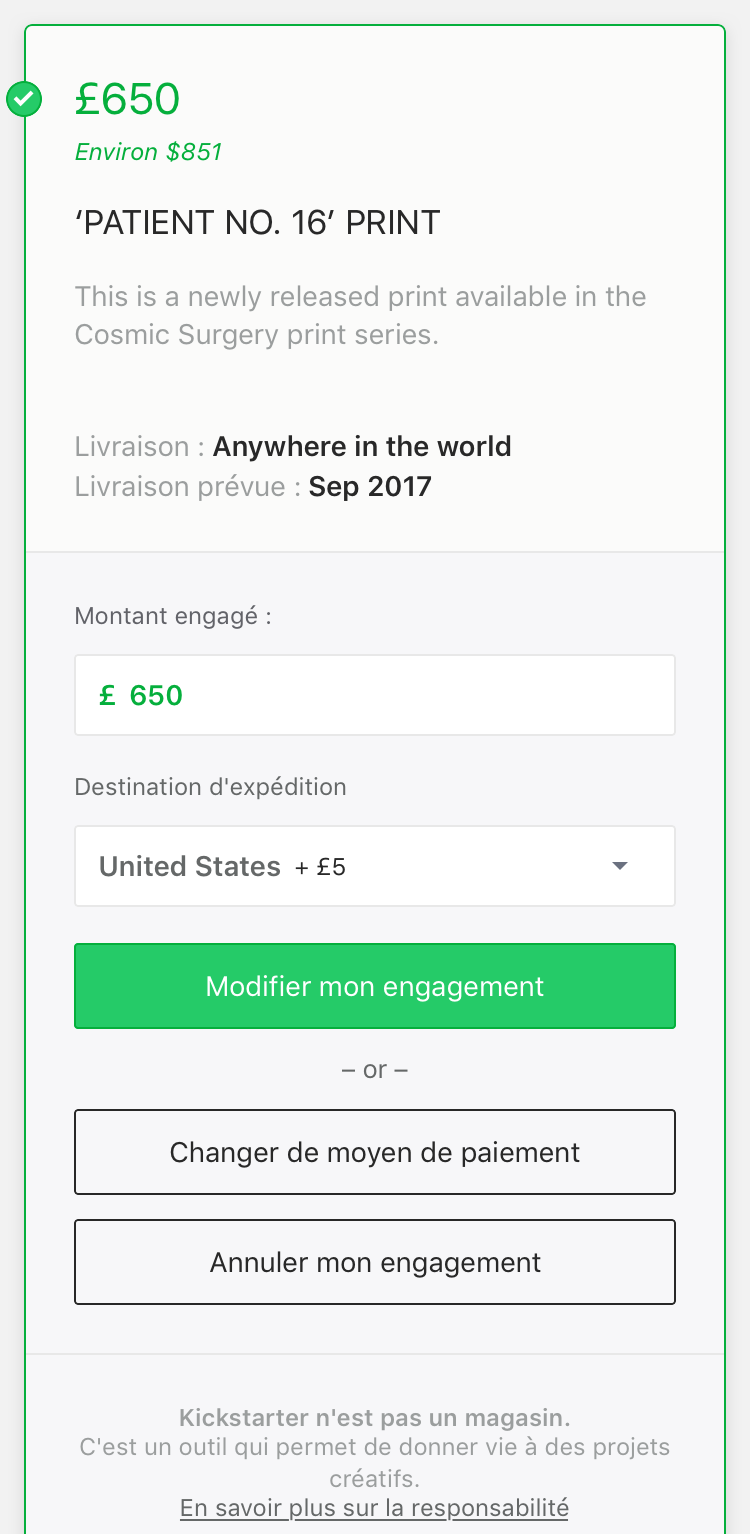 £650
Environ $851
‘PATIENT NO. 16’ PRINT
This is a newly released print available in the
Cosmic Surgery print series.
Livraison : Anywhere in the world
Livraison prévue : Sep 2017
Montant engagé :
£ 650
Destination d'expédition
United States + £5
Modifier mon engagement
– or –
Changer de moyen de paiement
Annuler mon engagement
Kickstarter n'est pas un magasin.
C'est un outil qui permet de donner vie à des projets
créatifs.
En savoir plus sur la responsabilité